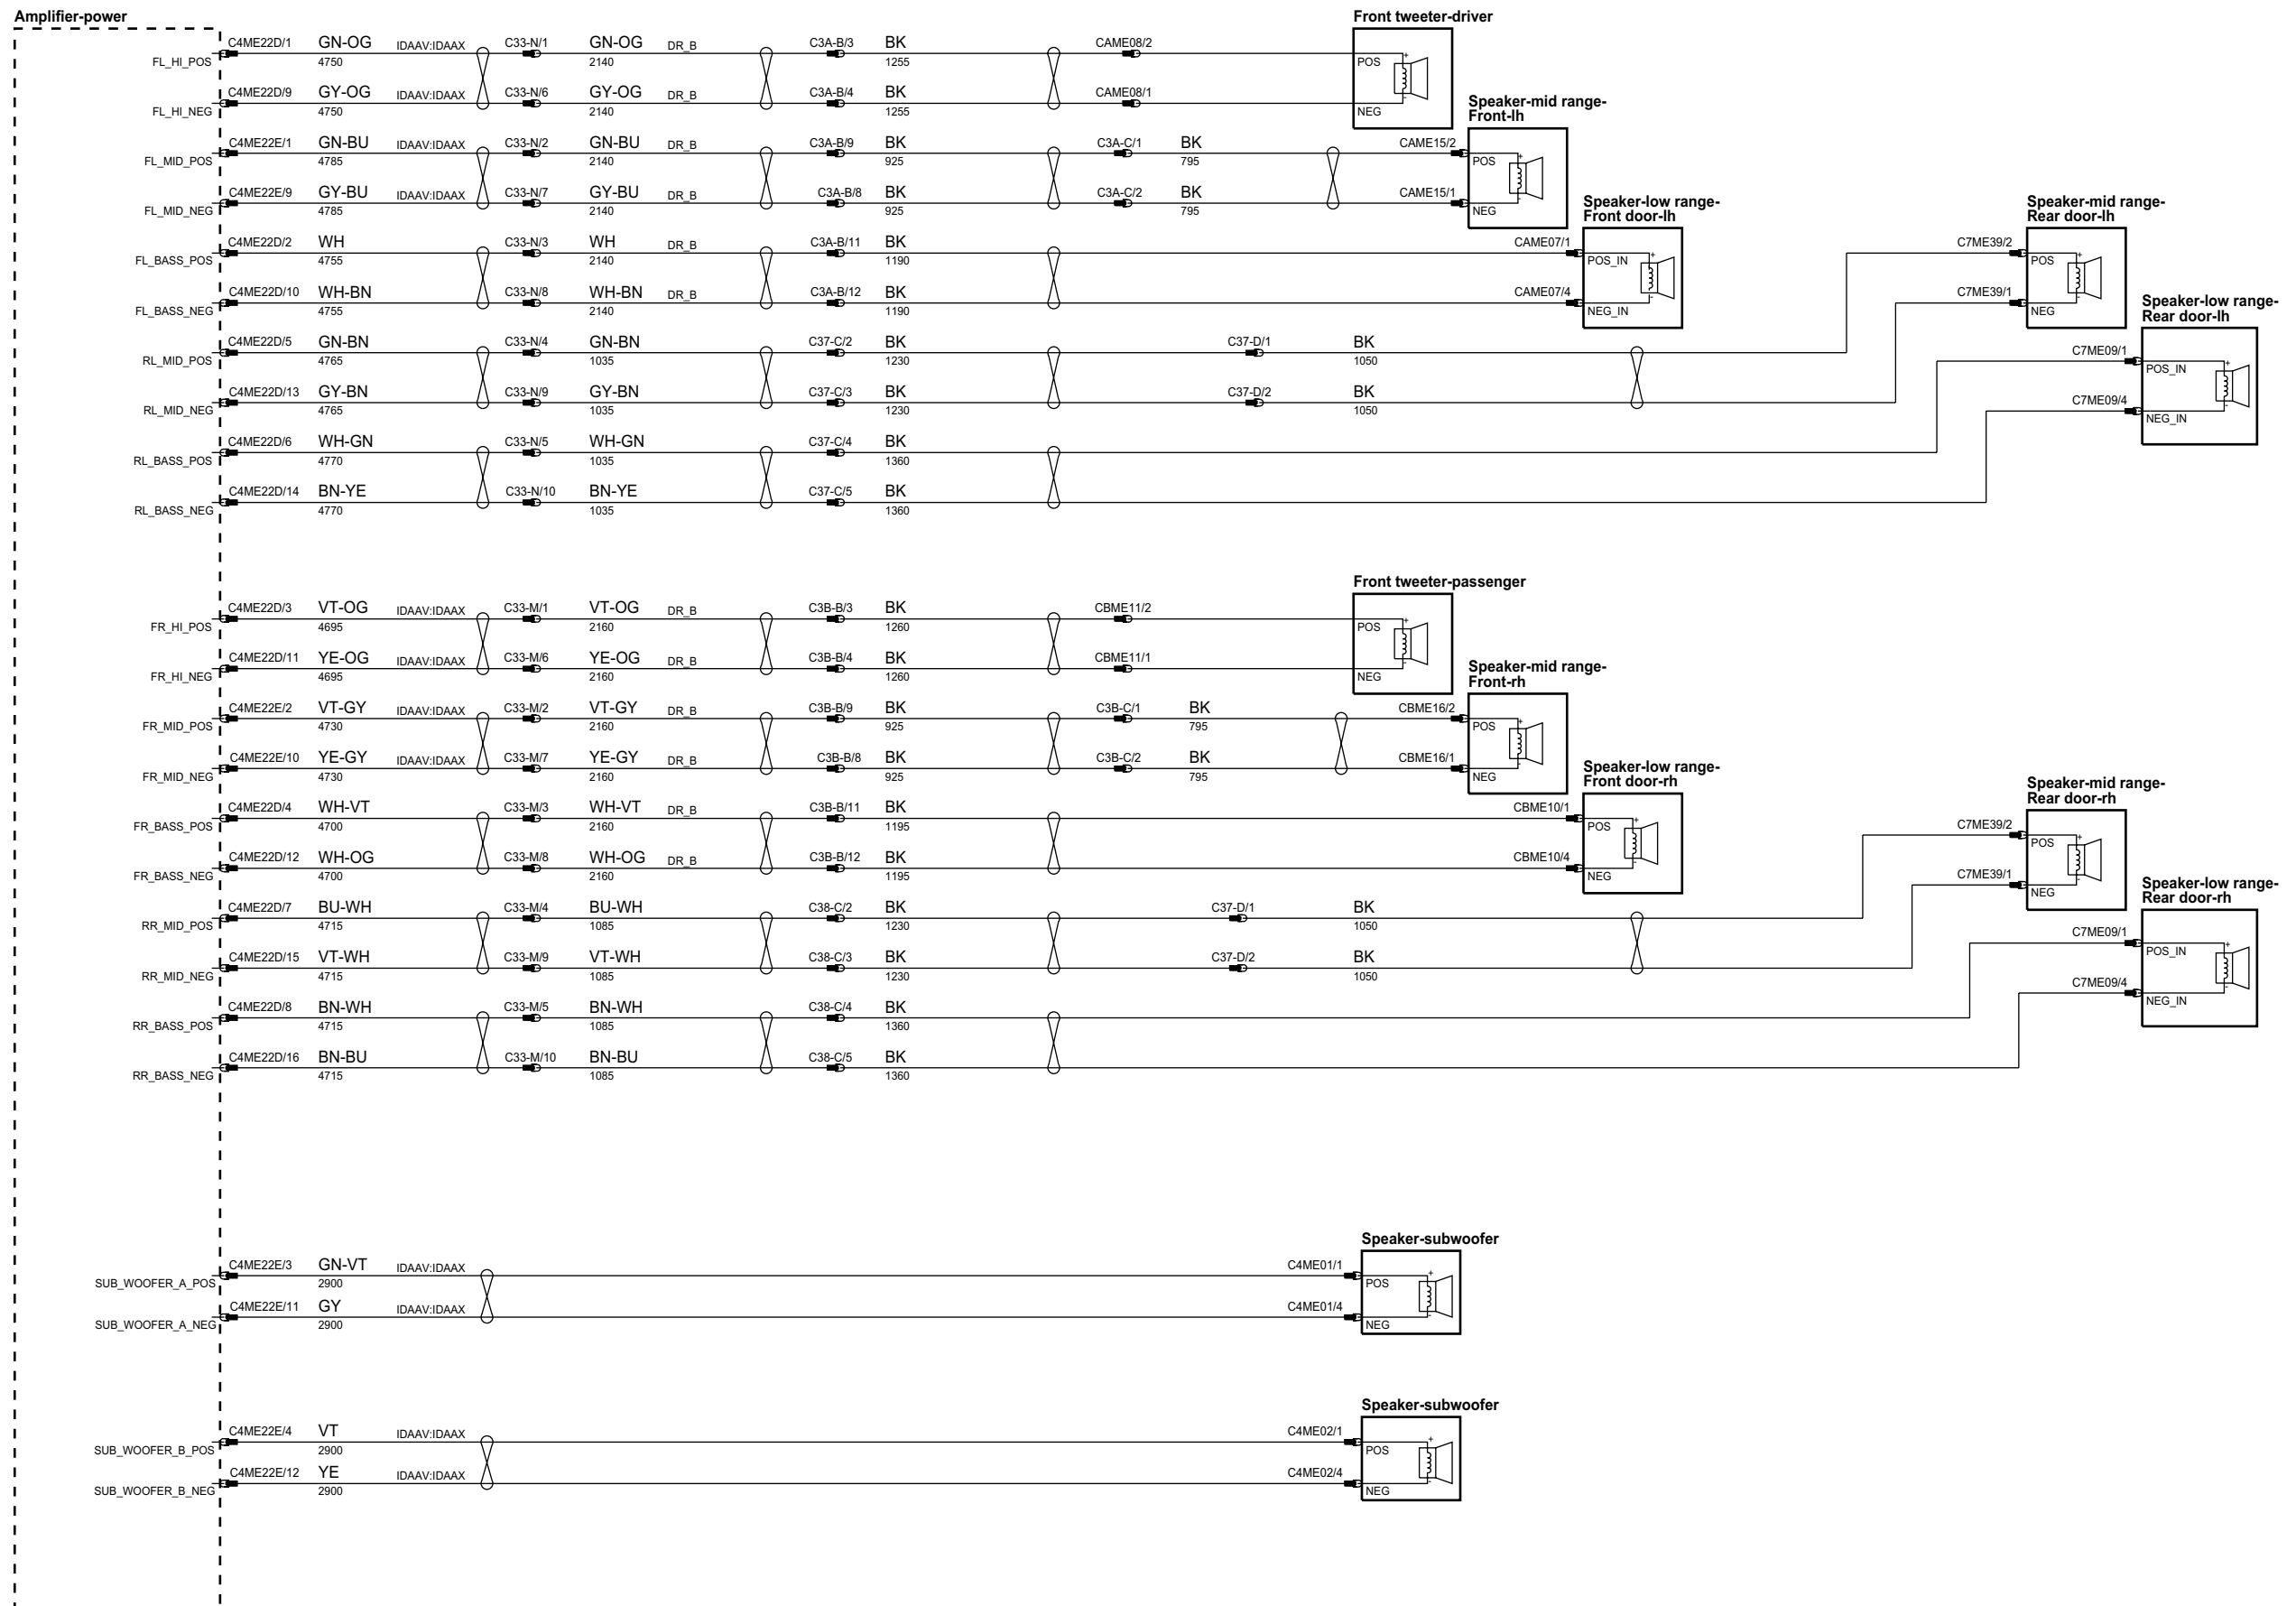 Amplifier-power
Front tweeter-driver
C4ME22D/1 GN-OG IDAAV:IDAAX C33-N/1 GN-OG DR_B C3A-B/3 BK CAME08/2
FL_HI_POS 4750 2140 1255 POS + -
C4ME22D/9 GY-OG IDAAV:IDAAX C33-N/6 GY-OG DR_B C3A-B/4 BK CAME08/1
FL_HI_NEG 4750 2140 1255 NEG
Speaker-mid range-
Front-lh
C4ME22E/1 GN-BU IDAAV:IDAAX C33-N/2 GN-BU DR_B C3A-B/9 BK C3A-C/1 BK CAME15/2
FL_MID_POS 4785 2140 925 795 POS + -
C4ME22E/9 GY-BU IDAAV:IDAAX C33-N/7 GY-BU DR_B C3A-B/8 BK C3A-C/2 BK CAME15/1
FL_MID_NEG 4785 2140 925 795 NEG
Speaker-low range-
Front door-lh
Speaker-mid range-
Rear door-lh
C4ME22D/2 WH C33-N/3 WH DR_B C3A-B/11 BK CAME07/1 C7ME39/2
FL_BASS_POS 4755 2140 1190 POS_IN + - POS + -
C4ME22D/10 WH-BN C33-N/8 WH-BN DR_B C3A-B/12 BK CAME07/4 C7ME39/1
FL_BASS_NEG 4755 2140 1190 NEG_IN NEG
Speaker-low range-
Rear door-lh
C4ME22D/5 GN-BN C33-N/4 GN-BN C37-C/2 BK C37-D/1 BK C7ME09/1
RL_MID_POS 4765 1035 1230 1050 POS_IN + -
C4ME22D/13 GY-BN C33-N/9 GY-BN C37-C/3 BK C37-D/2 BK C7ME09/4
RL_MID_NEG 4765 1035 1230 1050 NEG_IN
C4ME22D/6 WH-GN C33-N/5 WH-GN C37-C/4 BK
RL_BASS_POS 4770 1035 1360
C4ME22D/14 BN-YE C33-N/10 BN-YE C37-C/5 BK
RL_BASS_NEG 4770 1035 1360
Front tweeter-passenger
C4ME22D/3 VT-OG IDAAV:IDAAX C33-M/1 VT-OG DR_B C3B-B/3 BK CBME11/2
FR_HI_POS 4695 2160 1260 POS + -
C4ME22D/11 YE-OG IDAAV:IDAAX C33-M/6 YE-OG DR_B C3B-B/4 BK CBME11/1
FR_HI_NEG 4695 2160 1260 NEG
Speaker-mid range-
Front-rh
C4ME22E/2 VT-GY IDAAV:IDAAX C33-M/2 VT-GY DR_B C3B-B/9 BK C3B-C/1 BK CBME16/2
FR_MID_POS 4730 2160 925 795 POS + -
C4ME22E/10 YE-GY IDAAV:IDAAX C33-M/7 YE-GY DR_B C3B-B/8 BK C3B-C/2 BK CBME16/1
FR_MID_NEG 4730 2160 925 795 NEG
Speaker-low range-
Front door-rh
Speaker-mid range-
Rear door-rh
C4ME22D/4 WH-VT C33-M/3 WH-VT DR_B C3B-B/11 BK CBME10/1 C7ME39/2
FR_BASS_POS 4700 2160 1195 POS + - POS + -
C4ME22D/12 WH-OG C33-M/8 WH-OG DR_B C3B-B/12 BK CBME10/4 C7ME39/1
FR_BASS_NEG 4700 2160 1195 NEG NEG
Speaker-low range-
Rear door-rh
C4ME22D/7 BU-WH C33-M/4 BU-WH C38-C/2 BK C37-D/1 BK C7ME09/1
RR_MID_POS 4715 1085 1230 1050 POS_IN + -
C4ME22D/15 VT-WH C33-M/9 VT-WH C38-C/3 BK C37-D/2 BK C7ME09/4
RR_MID_NEG 4715 1085 1230 1050 NEG_IN
C4ME22D/8 BN-WH C33-M/5 BN-WH C38-C/4 BK
RR_BASS_POS 4715 1085 1360
C4ME22D/16 BN-BU C33-M/10 BN-BU C38-C/5 BK
RR_BASS_NEG 4715 1085 1360
Speaker-subwoofer
C4ME22E/3 GN-VT IDAAV:IDAAX C4ME01/1
SUB_WOOFER_A_POS 2900 POS + -
C4ME22E/11 GY IDAAV:IDAAX C4ME01/4
SUB_WOOFER_A_NEG 2900 NEG
Speaker-subwoofer
C4ME22E/4 VT IDAAV:IDAAX C4ME02/1
SUB_WOOFER_B_POS 2900 POS + -
C4ME22E/12 YE IDAAV:IDAAX C4ME02/4
SUB_WOOFER_B_NEG 2900 NEG